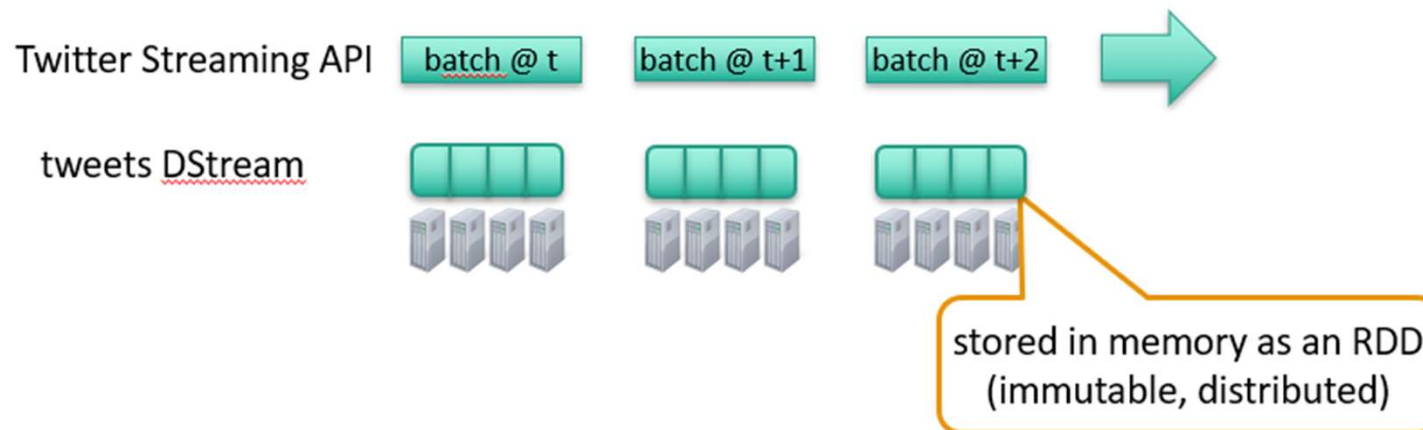 Twitter Streaming API batch @ t batch @ t+1 batch @ t+2
tweets DStream
stored in memory as an RDD
(immutable, distributed)